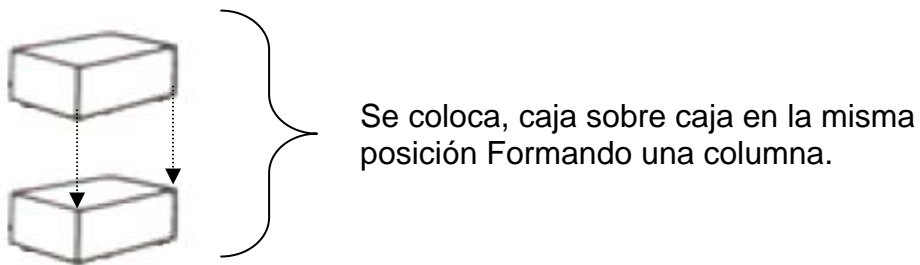 Se coloca, caja sobre caja en la misma
posición Formando una columna.